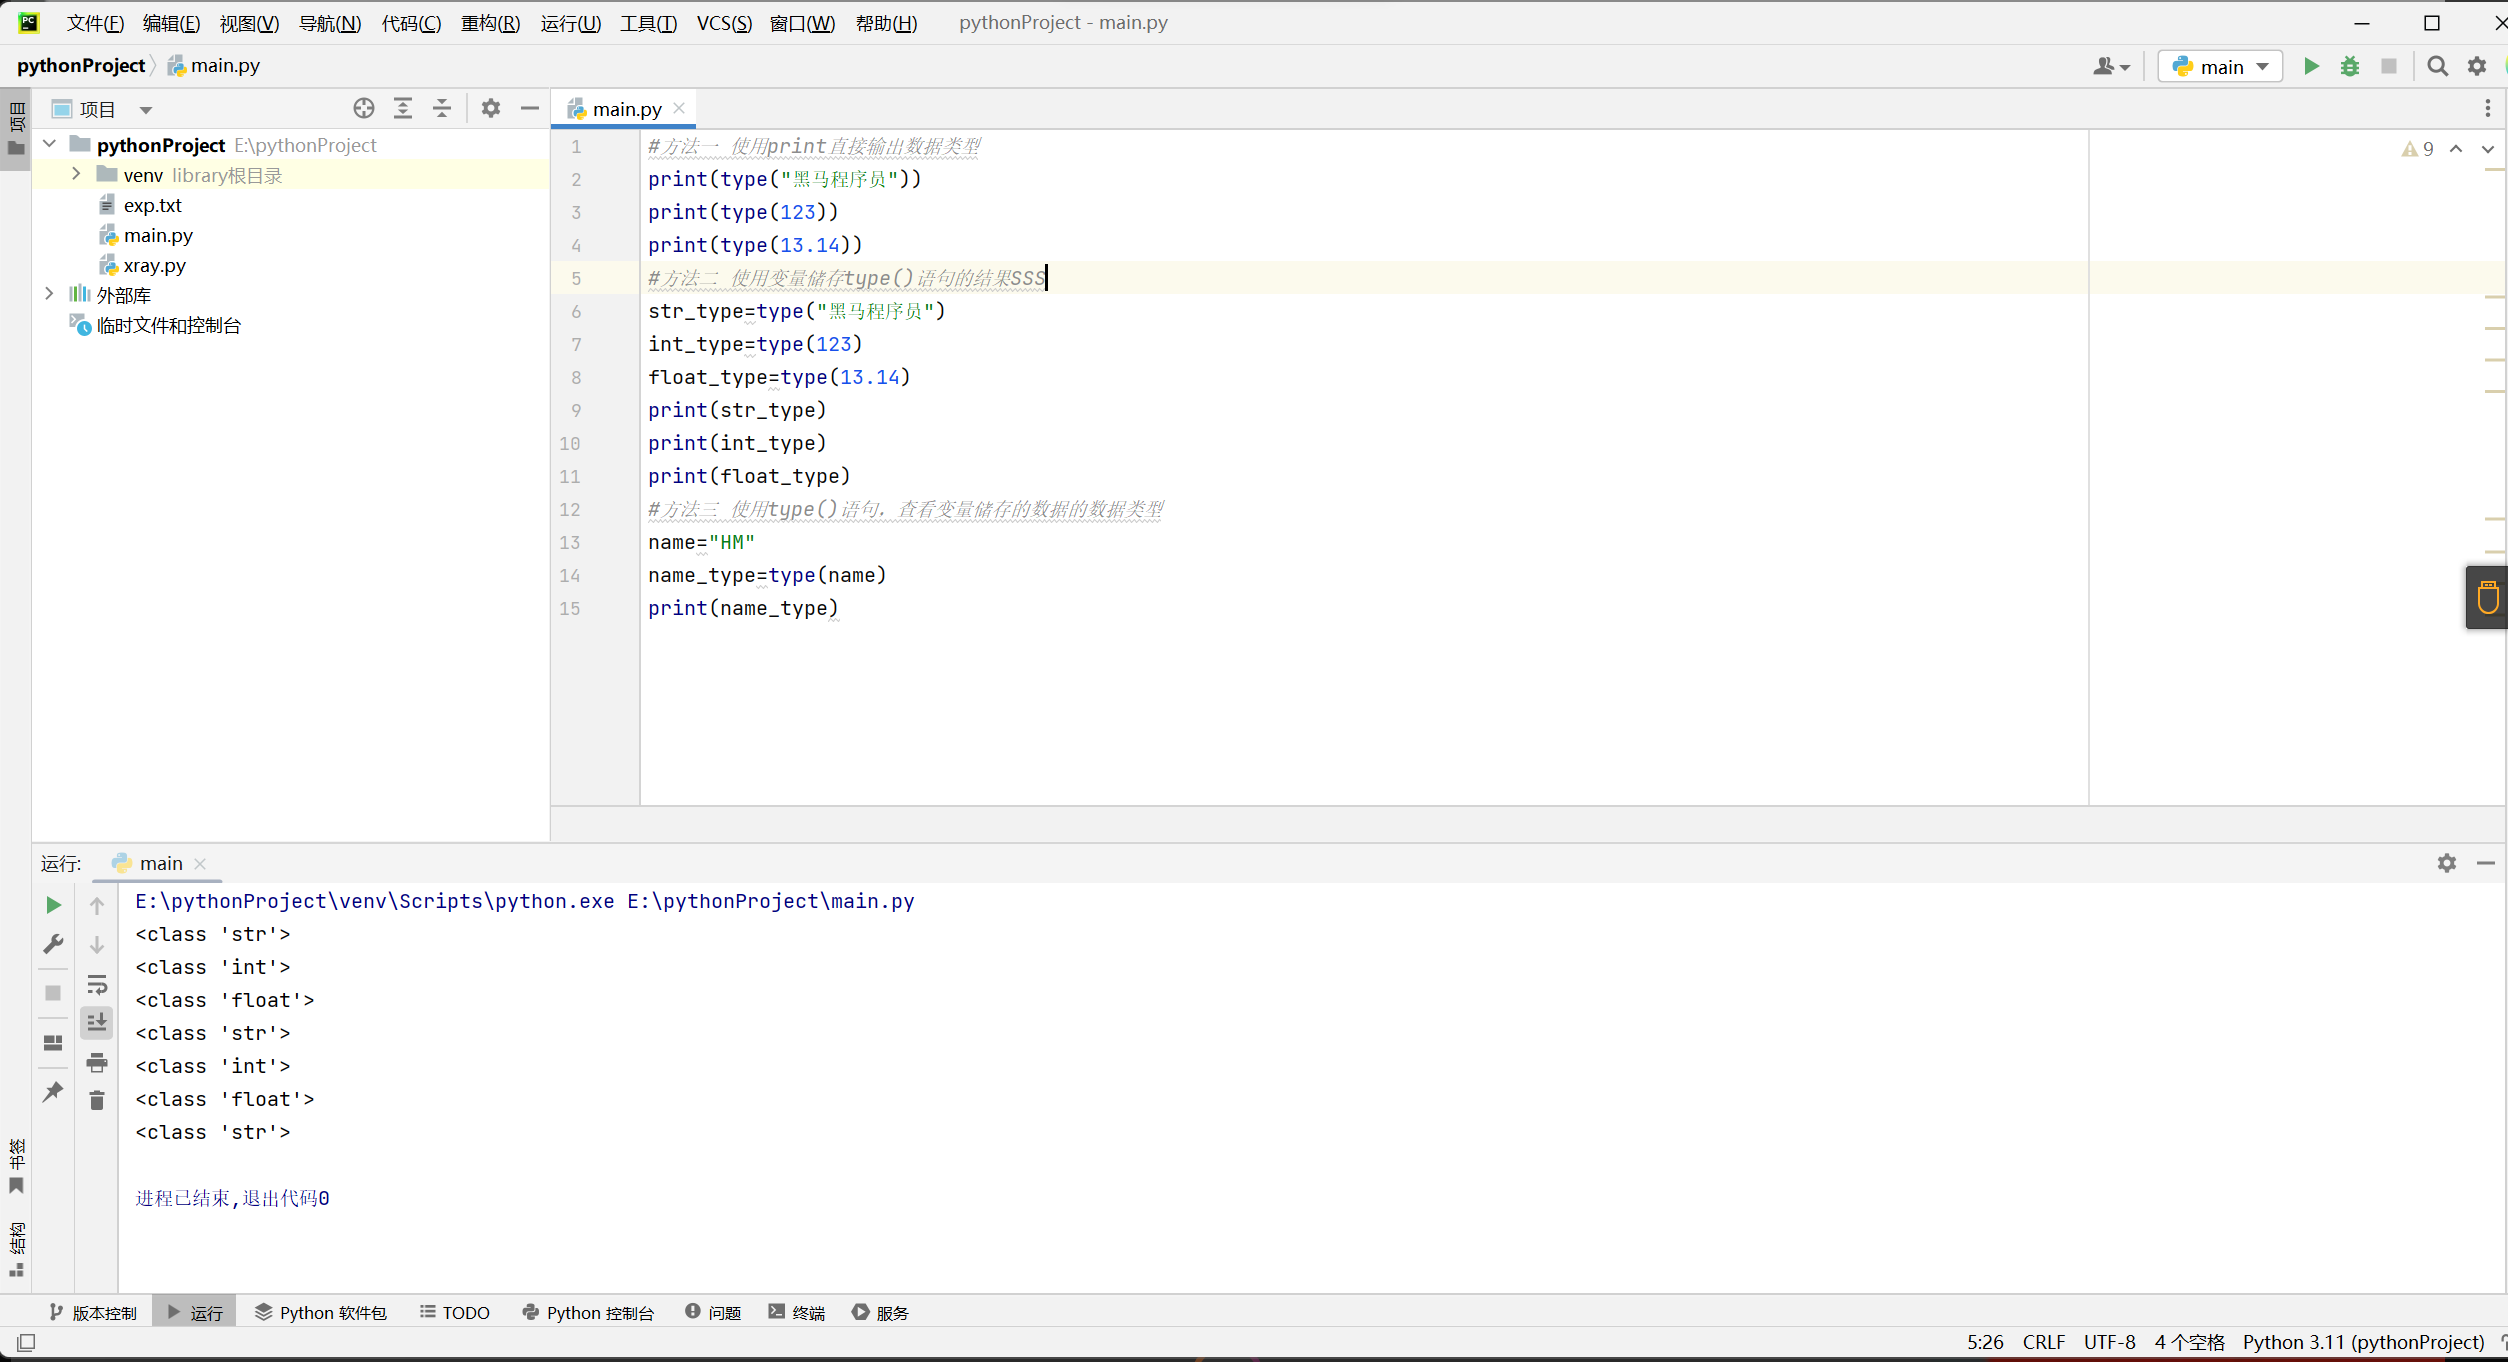 文件(F) 编辑(E) 视图(V) 导航(N) 代码(C) 重构(R) 运行(U) 工具(T) VCS(S) 窗口(W) 帮助(H) pythonProject - main.py
pythonProject main.py
main
项目
项目
main.py
pythonProject E:\pythonProject
venv library根目录
exp.txt
main.py
xray.py
外部库
临时文件和控制台
9
1 #方法一 使用print直接输出数据类型
2 print(type("黑马程序员"))
3 print(type(123))
4 print(type(13.14))
5 #方法二 使用变量储存type()语句的结果SSS
6 str_type=type("黑马程序员")
7 int_type=type(123)
8 float_type=type(13.14)
9 print(str_type)
10 print(int_type)
11 print(float_type)
12 #方法三 使用type()语句. 查看变量储存的数据的数据类型
13 name="HM"
14 name_type=type(name)
15 print(name_type)
运行: main
E:\pythonProject\venv\Scripts\python.exe E:\pythonProject\main.py
<class 'str'>
<class 'int'>
<class 'float'>
<class 'str'>
<class 'int'>
<class 'float'>
<class 'str'>
进程已结束,退出代码0
书签
结构
版本控制 运行 Python 软件包 TODO Python 控制台 问题 终端 服务
5:26 CRLF UTF-8 4 个空格 Python 3.11 (pythonProject)